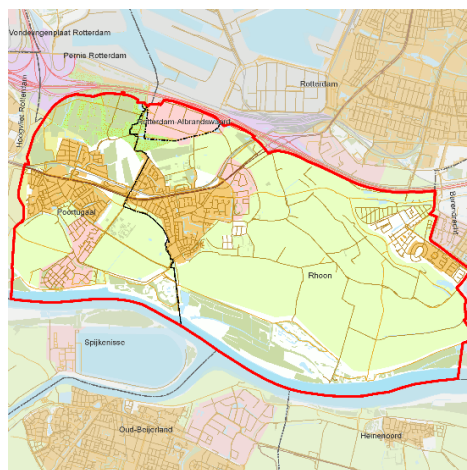 Vondelingenplaat Rotterdam
Pernis Rotterdam
Rotterdam
Hoogvliet Rotterdam
Rotterdam-Albrandswaard
Barendrecht
Poortugaal
Rhoon
Spijkenisse
Oud-Beijerland
Heinenoord